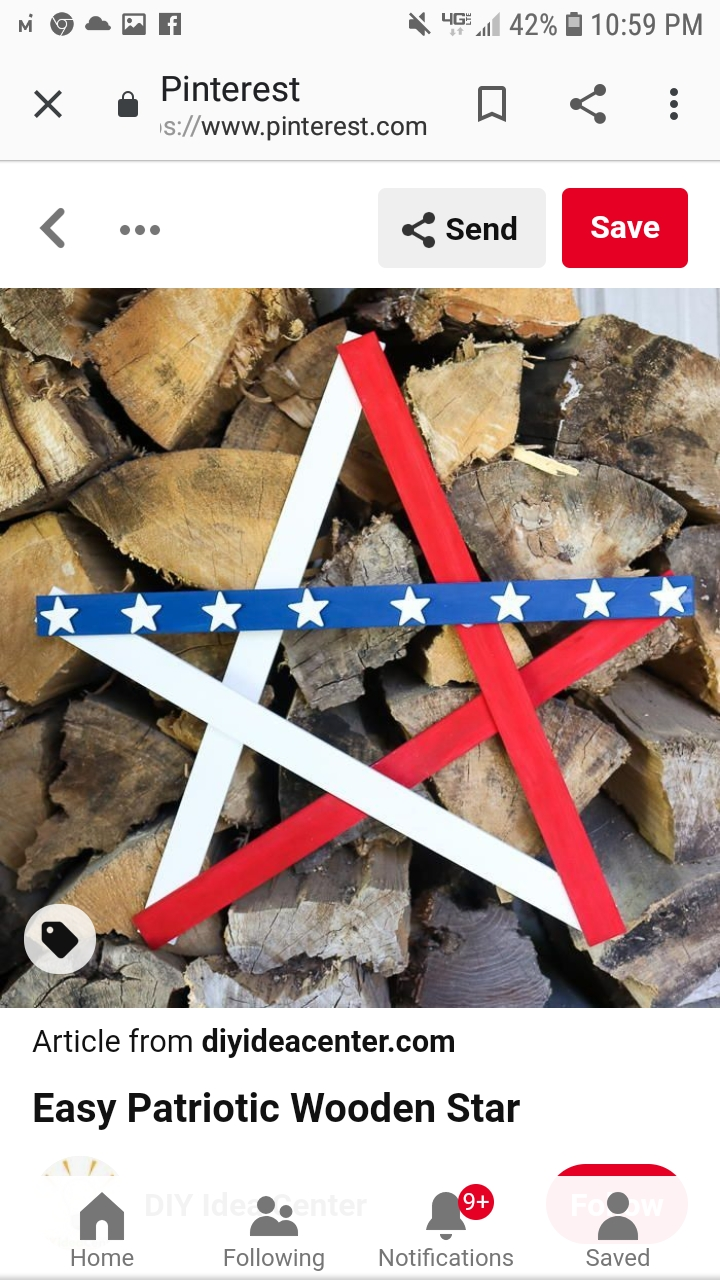 42% 10:59 PM
Pinterest
s://www.pinterest.com
Send Save
Article from diyideacenter.com
Easy Patriotic Wooden Star
DIY Idea Center Follow
9+
Home Following Notifications Saved